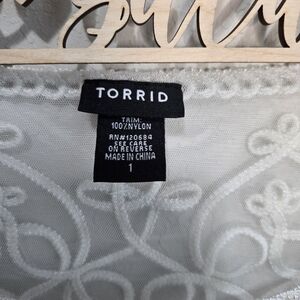 TORRID
TRIM:
100%NYLON
RN#120684
SEE CARE
ON REVERSE
MADE IN CHINA
1